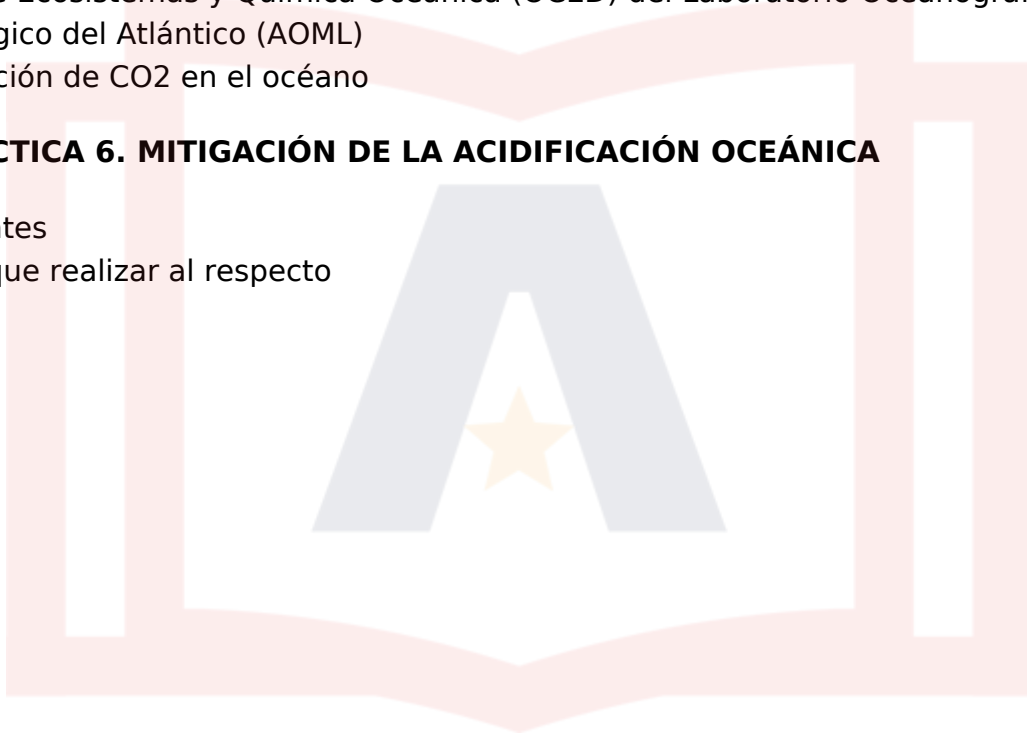 gico del Atlántico (AOML)
ción de CO2 en el océano
CTICA 6. MITIGACIÓN DE LA ACIDIFICACIÓN OCEÁNICA
ntes
que realizar al respecto